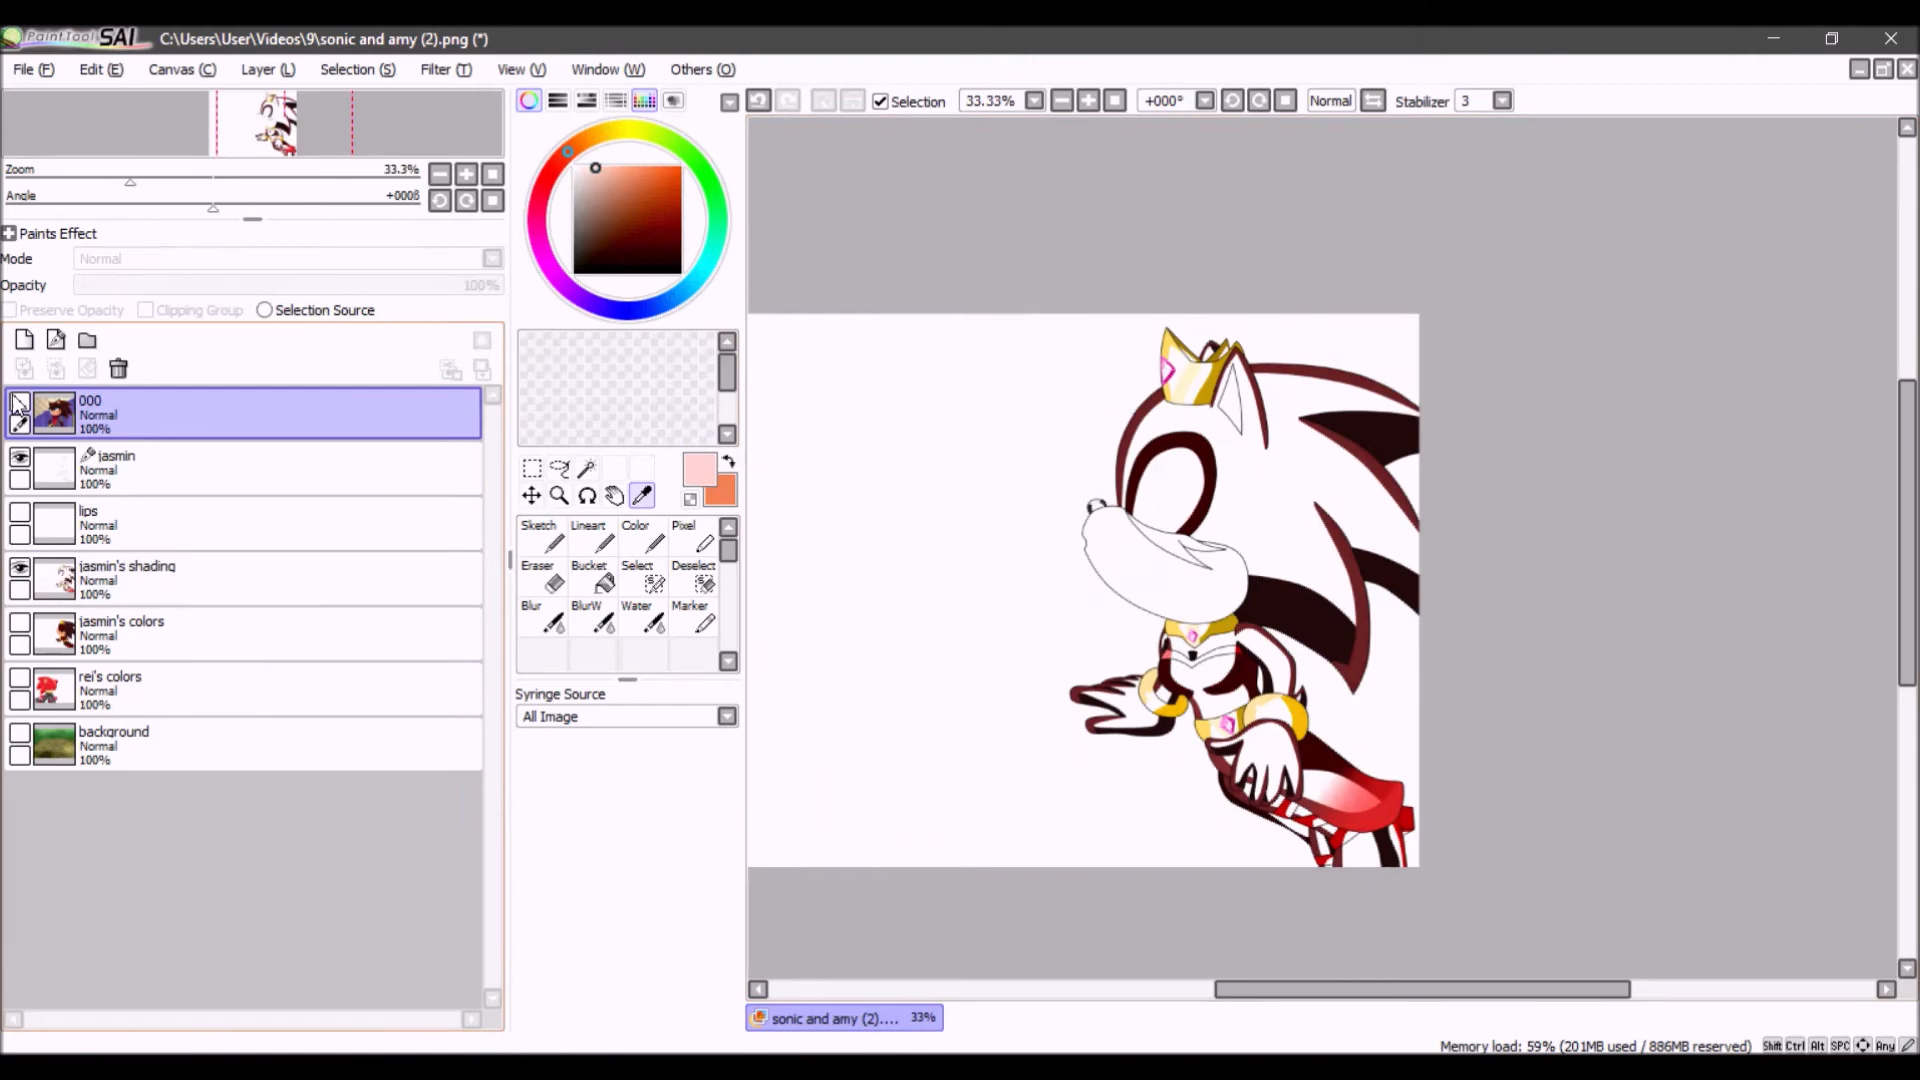 PaintTool SAI C:\Users\User\Videos\9\sonic and amy (2).png (*)
File (F) Edit (E) Canvas (C) Layer (L) Selection (S) Filter (T) View (V) Window (W) Others (O)
Selection 33.33% +000° Normal Stabilizer 3
Zoom 33.3%
Angle +000ß
Paints Effect
Mode Normal
Opacity 100%
Preserve Opacity Clipping Group Selection Source
000
Normal
100%
jasmin
Normal
100%
lips
Normal
100%
jasmin's shading
Normal
100%
jasmin's colors
Normal
100%
rei's colors
Normal
100%
background
Normal
100%
Sketch Lineart Color Pixel
Eraser Bucket Select Deselect
Blur BlurW Water Marker
Syringe Source
All Image
sonic and amy (2).... 33%
Memory load: 59% (201MB used / 886MB reserved) Shift Ctrl Alt SPC Any